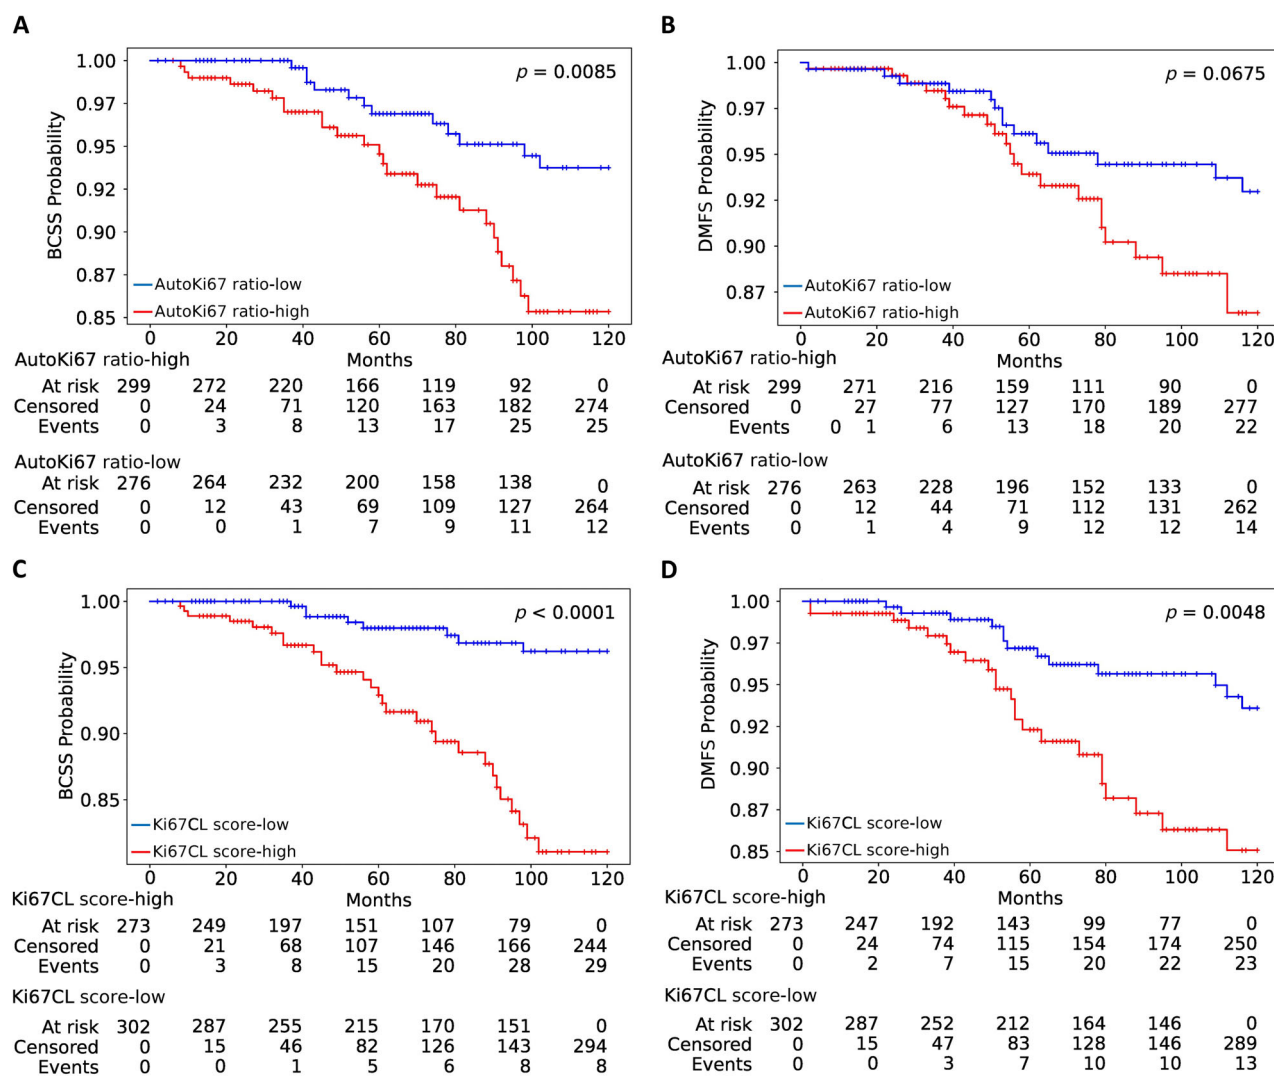 A
1.00
0.97
0.95
0.92
0.90
0.87
0.85
BCSS Probability
p = 0.0085
AutoKi67 ratio-low
AutoKi67 ratio-high
0 20 40 60 80 100 120
Months
AutoKi67 ratio-high
At risk 299 272 220 166 119 92 0
Censored 0 24 71 120 163 182 274
Events 0 3 8 13 17 25 25
AutoKi67 ratio-low
At risk 276 264 232 200 158 138 0
Censored 0 12 43 69 109 127 264
Events 0 0 1 7 9 11 12
B
1.00
0.97
0.95
0.92
0.90
0.87
DMFS Probability
p = 0.0675
AutoKi67 ratio-low
AutoKi67 ratio-high
0 20 40 60 80 100 120
Months
AutoKi67 ratio-high
At risk 299 271 216 159 111 90 0
Censored 0 27 77 127 170 189 277
Events 0 1 6 13 18 20 22
AutoKi67 ratio-low
At risk 276 263 228 196 152 133 0
Censored 0 12 44 71 112 131 262
Events 0 1 4 9 12 12 14
C
1.00
0.95
0.90
0.85
BCSS Probability
p < 0.0001
Ki67CL score-low
Ki67CL score-high
0 20 40 60 80 100 120
Months
Ki67CL score-high
At risk 273 249 197 151 107 79 0
Censored 0 21 68 107 146 166 244
Events 0 3 8 15 20 28 29
Ki67CL score-low
At risk 302 287 255 215 170 151 0
Censored 0 15 46 82 126 143 294
Events 0 0 1 5 6 8 8
D
1.00
0.97
0.95
0.92
0.90
0.87
0.85
DMFS Probability
p = 0.0048
Ki67CL score-low
Ki67CL score-high
0 20 40 60 80 100 120
Months
Ki67CL score-high
At risk 273 247 192 143 99 77 0
Censored 0 24 74 115 154 174 250
Events 0 2 7 15 20 22 23
Ki67CL score-low
At risk 302 287 252 212 164 146 0
Censored 0 15 47 83 128 146 289
Events 0 0 3 7 10 10 13